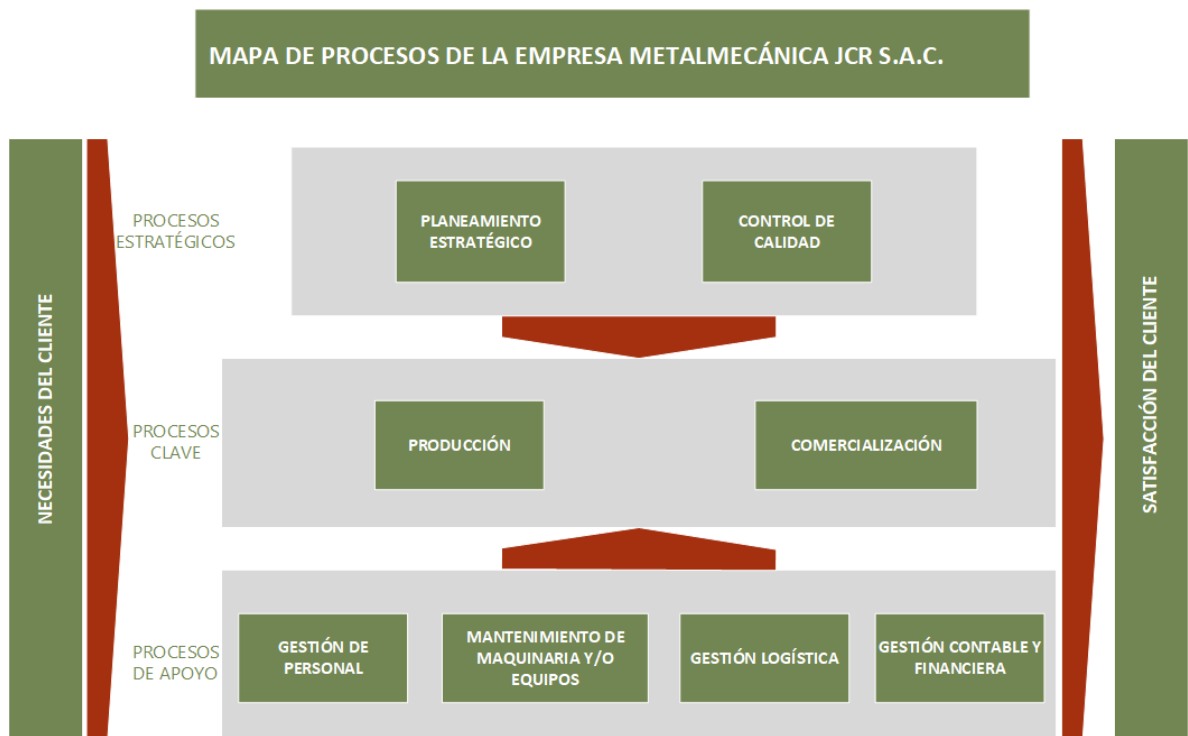 MAPA DE PROCESOS DE LA EMPRESA METALMECÁNICA JCR S.A.C.
NECESIDADES DEL CLIENTE
PROCESOS
ESTRATÉGICOS
PLANEAMIENTO
ESTRATÉGICO
CONTROL DE
CALIDAD
PROCESOS
CLAVE
PRODUCCIÓN
COMERCIALIZACIÓN
PROCESOS
DE APOYO
GESTIÓN DE
PERSONAL
MANTENIMIENTO DE
MAQUINARIA Y/O
EQUIPOS
GESTIÓN LOGÍSTICA
GESTIÓN CONTABLE Y
FINANCIERA
SATISFACCIÓN DEL CLIENTE